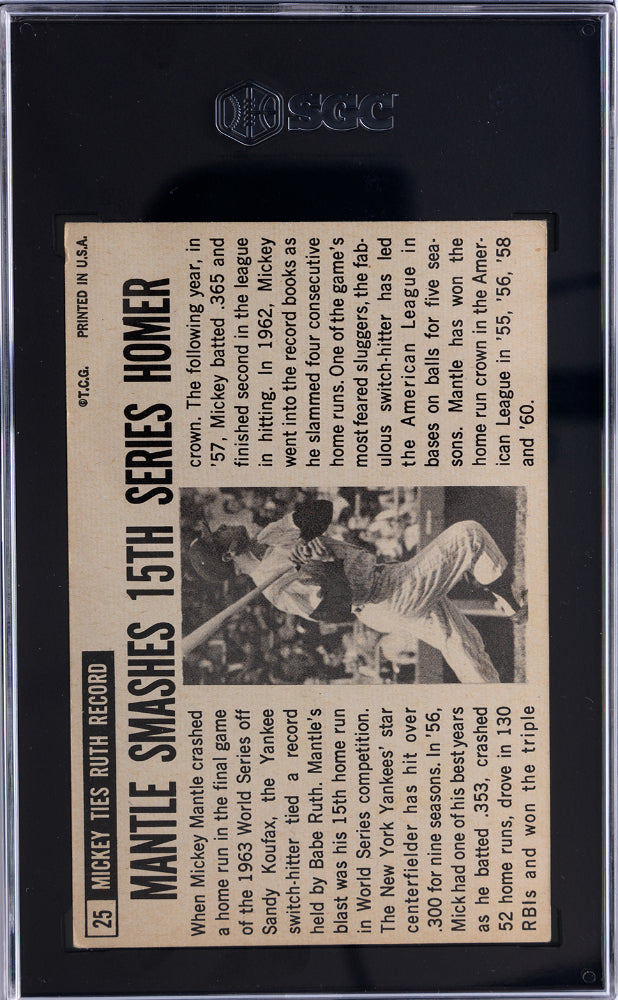 SGC
©T.C.G. PRINTED IN U.S.A.
25 MICKEY TIES RUTH RECORD
MANTLE SMASHES 15TH SERIES HOMER
When Mickey Mantle crashed
a home run in the final game
of the 1963 World Series off
Sandy Koufax, the Yankee
switch-hitter tied a record
held by Babe Ruth. Mantle's
blast was his 15th home run
in World Series competition.
The New York Yankees' star
centerfielder has hit over
.300 for nine seasons. In '56,
Mick had one of his best years
as he batted .353, crashed
52 home runs, drove in 130
RBIs and won the triple
crown. The following year, in
'57, Mickey batted .365 and
finished second in the league
in hitting. In 1962, Mickey
went into the record books as
he slammed four consecutive
home runs. One of the game's
most feared sluggers, the fab-
ulous switch-hitter has led
the American League in
bases on balls for five sea-
sons. Mantle has won the
home run crown in the Amer-
ican League in '55, '56, '58
and '60.